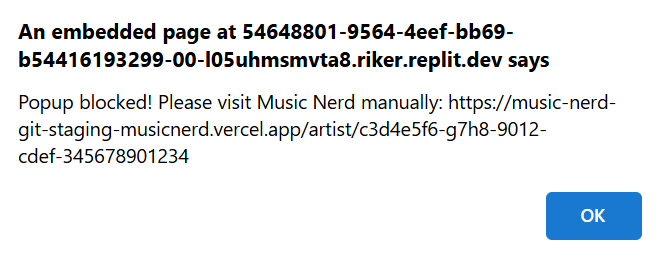 An embedded page at 54648801-9564-4eef-bb69-
b54416193299-00-l05uhmsmvta8.riker.replit.dev says
Popup blocked! Please visit Music Nerd manually: https://music-nerd-
git-staging-musicnerd.vercel.app/artist/c3d4e5f6-g7h8-9012-
cdef-345678901234
OK